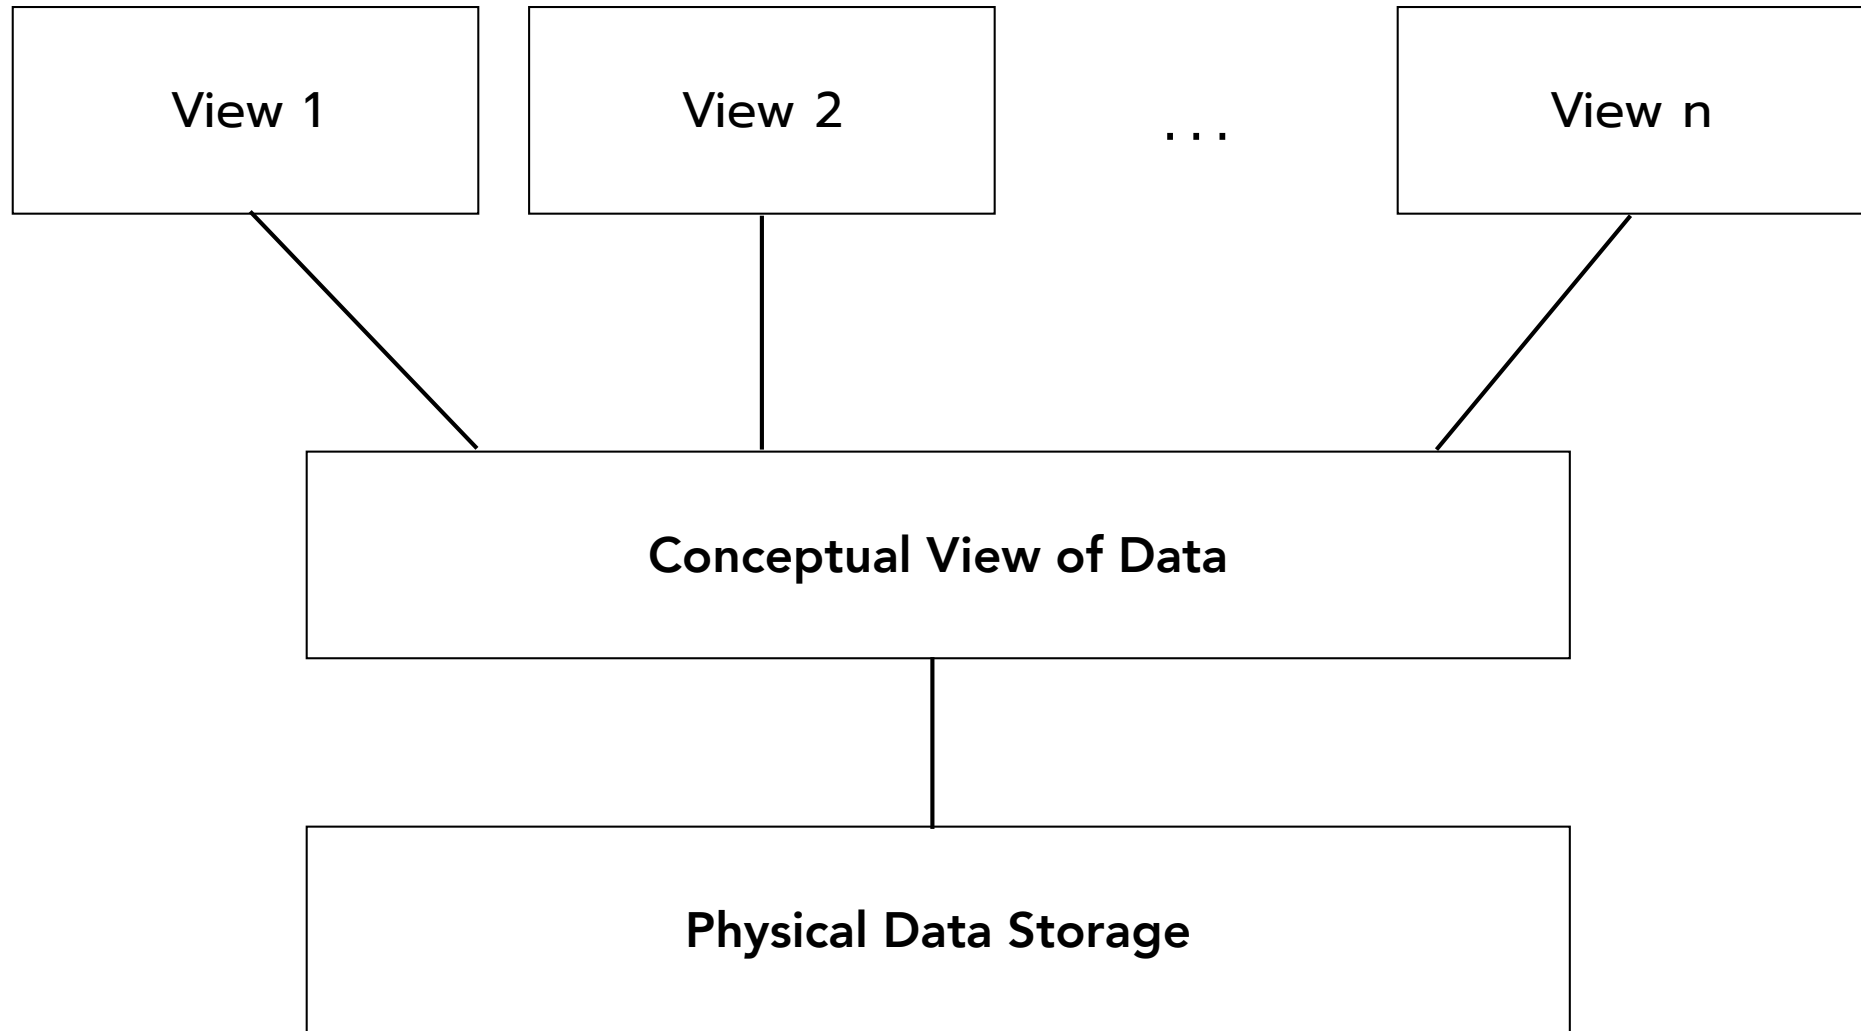 View 1
View 2
...
View n
Conceptual View of Data
Physical Data Storage